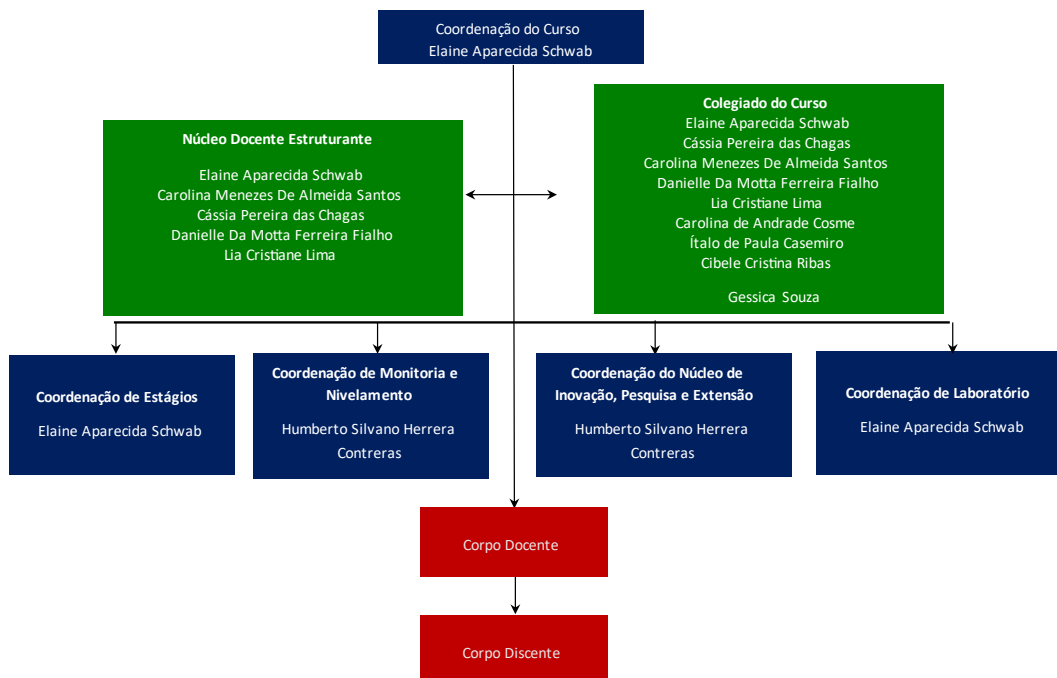 Coordenação do Curso
Elaine Aparecida Schwab
Núcleo Docente Estruturante
Elaine Aparecida Schwab
Carolina Menezes De Almeida Santos
Cássia Pereira das Chagas
Danielle Da Motta Ferreira Fialho
Lia Cristiane Lima
Colegiado do Curso
Elaine Aparecida Schwab
Cássia Pereira das Chagas
Carolina Menezes De Almeida Santos
Danielle Da Motta Ferreira Fialho
Lia Cristiane Lima
Carolina de Andrade Cosme
Ítalo de Paula Casemiro
Cibele Cristina Ribas
Gessica Souza
Coordenação de Estágios
Elaine Aparecida Schwab
Coordenação de Monitoria e
Nivelamento
Humberto Silvano Herrera
Contreras
Coordenação do Núcleo de
Inovação, Pesquisa e Extensão
Humberto Silvano Herrera
Contreras
Coordenação de Laboratório
Elaine Aparecida Schwab
Corpo Docente
Corpo Discente